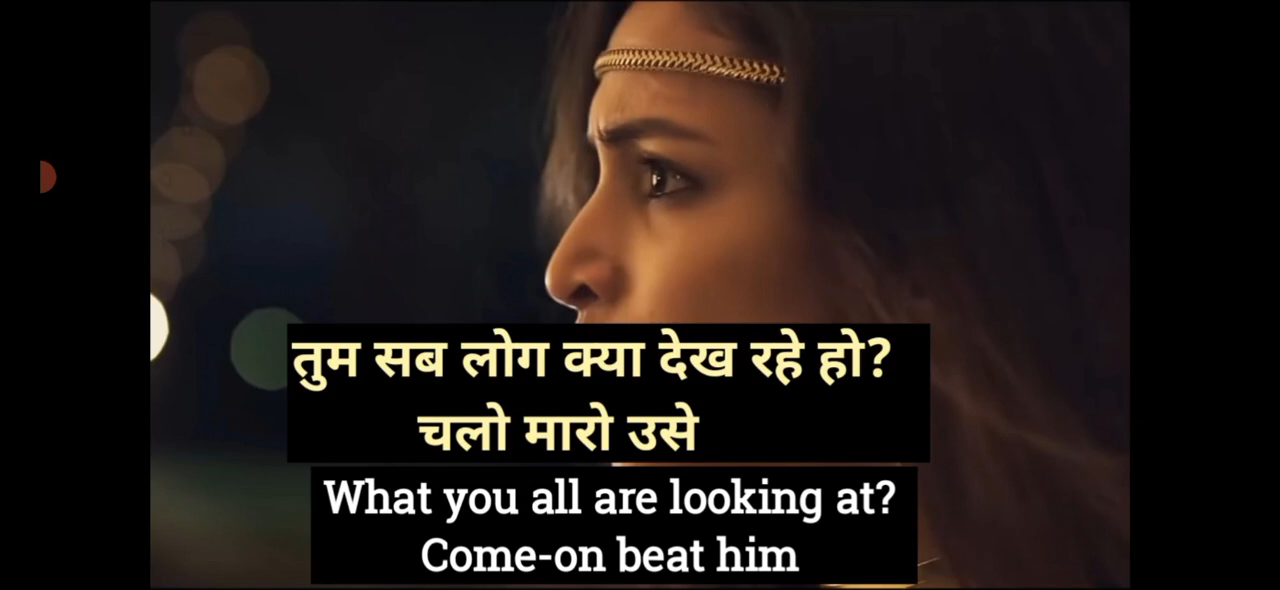 तुम सब लोग क्या देख रहे हो?
चलो मारो उसे
What you all are looking at?
Come-on beat him